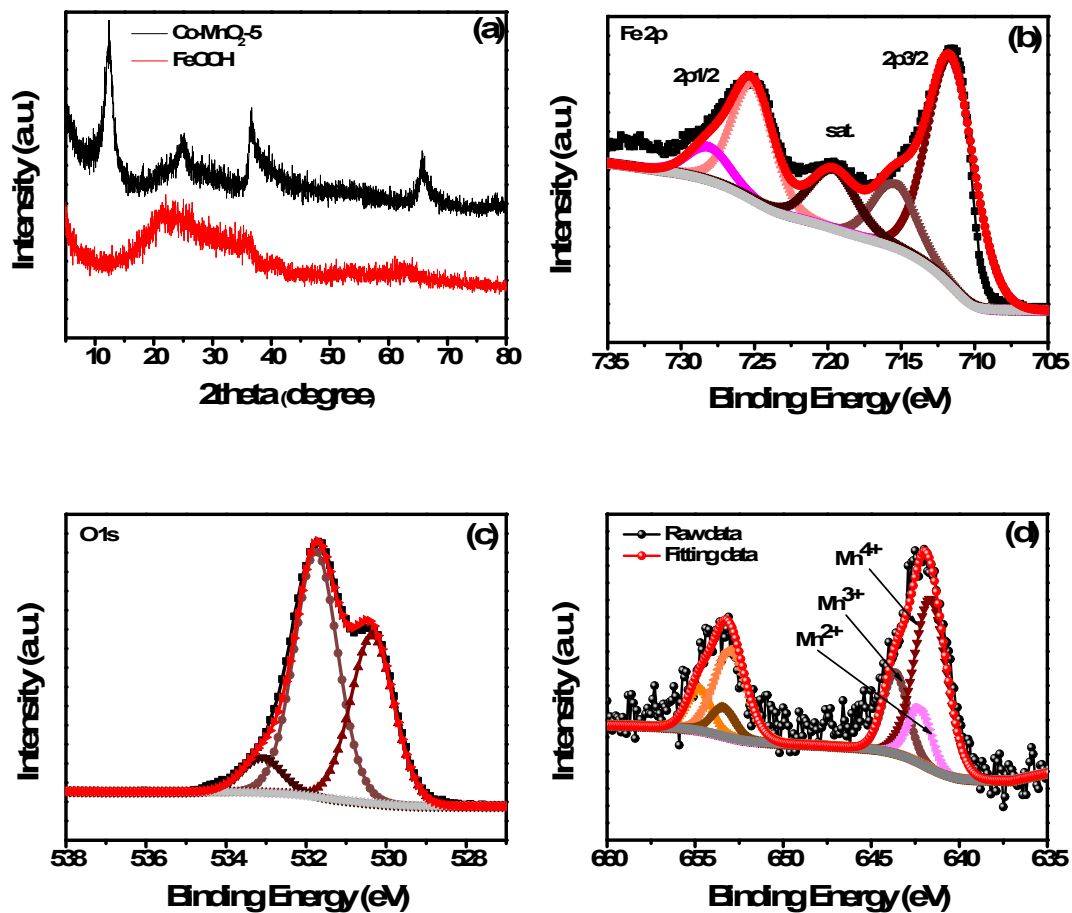 (a)
Co-MnO2-5
FeOOH
Intensity (a.u.)
10 20 30 40 50 60 70 80
2theta (degree)
(b)
Fe 2p
2p1/2
2p3/2
sat.
Intensity (a.u.)
735 730 725 720 715 710 705
Binding Energy (eV)
(c)
O 1s
Intensity (a.u.)
538 536 534 532 530 528
Binding Energy (eV)
(d)
Raw data
Fitting data
Mn4+
Mn3+
Mn2+
Intensity (a.u.)
660 655 650 645 640 635
Binding Energy (eV)